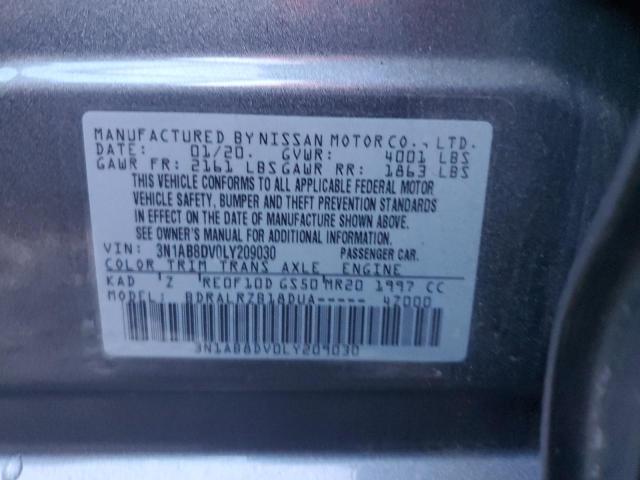 MANUFACTURED BY NISSAN MOTOR CO., LTD.
DATE: 01/20. GVWR: 4001 LBS
GAWR FR: 2161 LBS GAWR RR: 1863 LBS
THIS VEHICLE CONFORMS TO ALL APPLICABLE FEDERAL MOTOR
VEHICLE SAFETY, BUMPER AND THEFT PREVENTION STANDARDS
IN EFFECT ON THE DATE OF MANUFACTURE SHOWN ABOVE.
SEE OWNER'S MANUAL FOR ADDITIONAL INFORMATION.
VIN: 3N1AB8DV0LY209030 PASSENGER CAR.
COLOR TRIM TRANS AXLE, ENGINE
KAD 'Z RE0F10D GS50 MR20 1997 CC
MODEL: BDRALRZB18DUA----- 4Z000
3N1AB8DV0LY209030